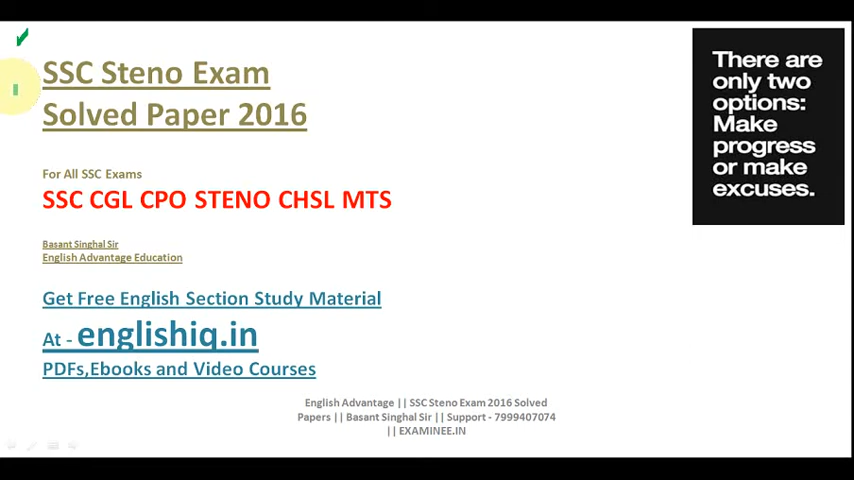 SSC Steno Exam
Solved Paper 2016
For All SSC Exams
SSC CGL CPO STENO CHSL MTS
Basant Singhal Sir
English Advantage Education
Get Free English Section Study Material
At - englishiq.in
PDFs,Ebooks and Video Courses
There are
only two
options:
Make
progress
or make
excuses.
English Advantage || SSC Steno Exam 2016 Solved
Papers || Basant Singhal Sir || Support - 7999407074
|| EXAMINEE.IN